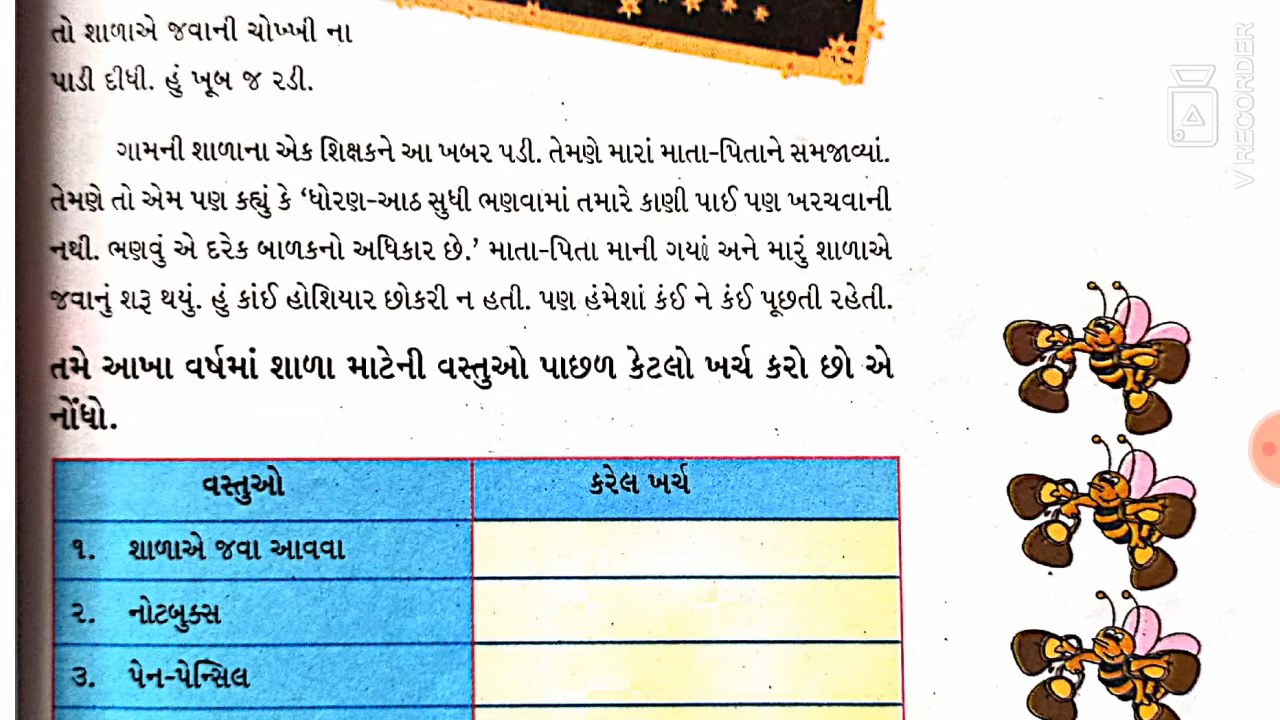 તો શાળાએ જવાની ચોખ્ખી ના
પાડી દીધી. હું ખૂબ જ રડી.
ગામની શાળાના એક શિક્ષકને આ ખબર પડી. તેમણે મારાં માતા-પિતાને સમજાવ્યાં.
તેમણે તો એમ પણ કહ્યું કે ‘ધોરણ-આઠ સુધી ભણવામાં તમારે કાણી પાઈ પણ ખરચવાની
નથી. ભણવું એ દરેક બાળકનો અધિકાર છે.’ માતા-પિતા માની ગયાં અને મારું શાળાએ
જવાનું શરૂ થયું. હું કાંઈ હોશિયાર છોકરી ન હતી. પણ હંમેશાં કંઈ ને કંઈ પૂછતી રહેતી.
તમે આખા વર્ષમાં શાળા માટેની વસ્તુઓ પાછળ કેટલો ખર્ચ કરો છો એ
નોંધો.
વસ્તુઓ કરેલ ખર્ચ
૧. શાળાએ જવા આવવા
૨. નોટબુક્સ
૩. પેન-પેન્સિલ
V RECORDER